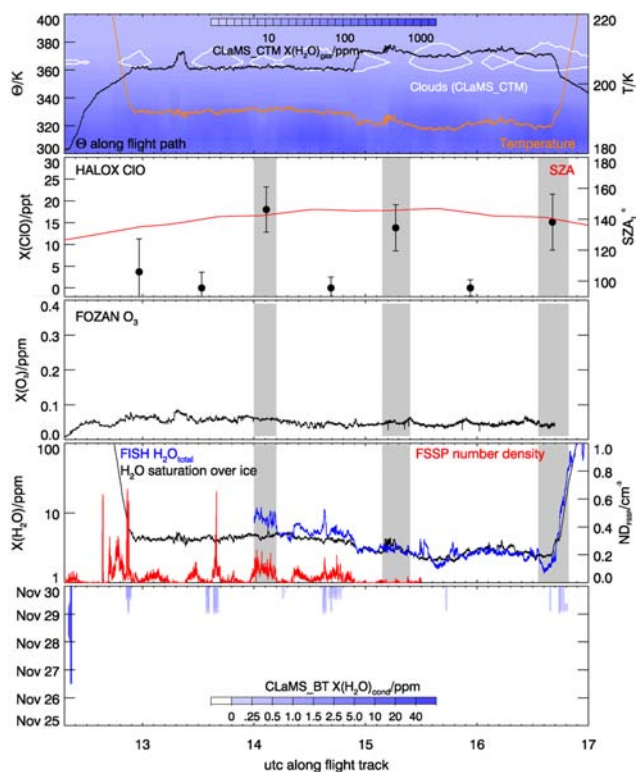 CLaMS_CTM X(H₂O)gas/ppm
10 100 1000
400
380
360
340
320
300
Θ/K
220
210
200
190
180
T/K
Clouds (CLaMS_CTM)
Θ along flight path
Temperature
HALOX ClO
SZA
30
25
20
15
10
5
0
X(ClO)/ppt
180
160
140
120
100
SZA, °
FOZAN O₃
0.4
0.3
0.2
0.1
0.0
X(O₃)/ppm
FISH H₂Ototal
H₂O saturation over ice
FSSP number density
100
10
1
X(H₂O)/ppm
1.0
0.8
0.6
0.4
0.2
0.0
ND_FSSP/cm⁻³
Nov 30
Nov 29
Nov 28
Nov 27
Nov 26
Nov 25
CLaMS_BT X(H₂O)cond/ppm
0 .25 0.5 1.0 1.5 2.5 5.0 10 20 40
13 14 15 16 17
utc along flight track